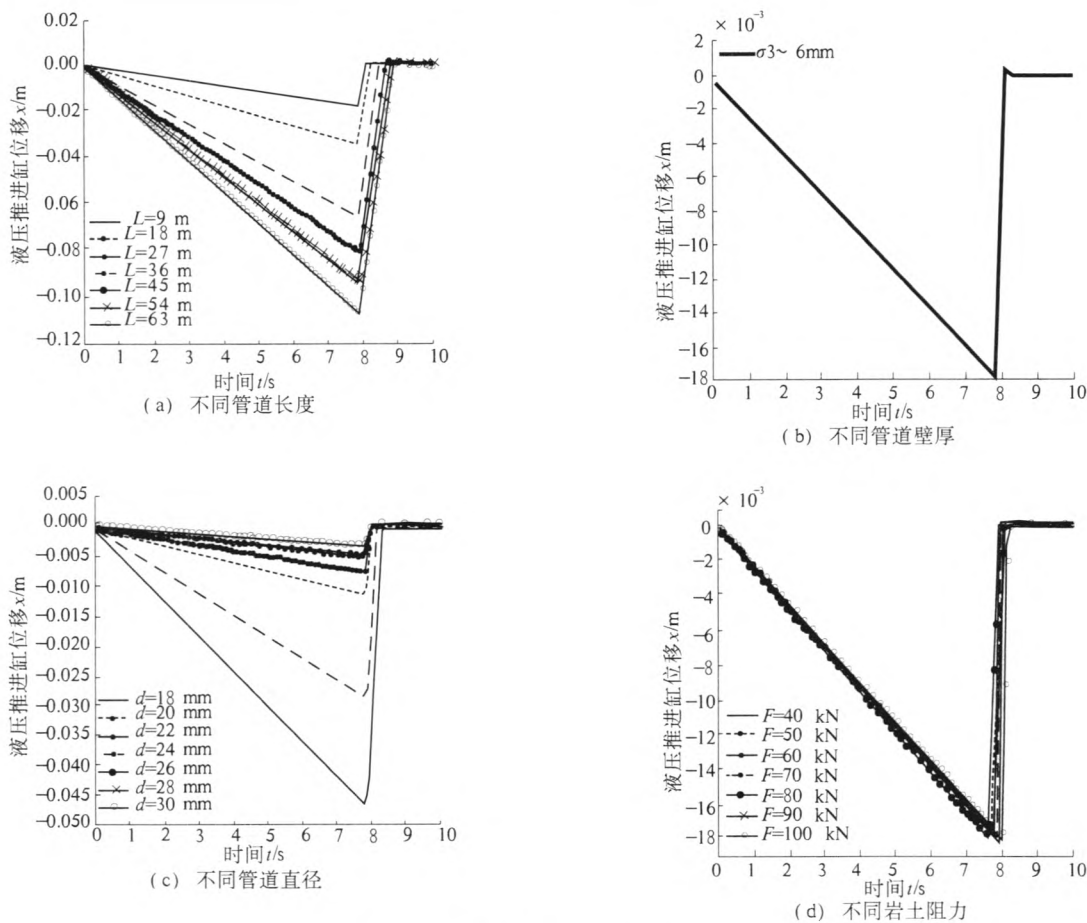 0.02
0.00
−0.02
−0.04
−0.06
−0.08
−0.10
−0.12
液压推进缸位移x/m
L=9 m
L=18 m
L=27 m
L=36 m
L=45 m
L=54 m
L=63 m
0 1 2 3 4 5 6 7 8 9 10
时间t/s
(a) 不同管道长度
× 10⁻³
2
0
−2
−4
−6
−8
−10
−12
−14
−16
−18
液压推进缸位移x/m
σ3~ 6mm
0 1 2 3 4 5 6 7 8 9 10
时间t/s
(b) 不同管道壁厚
0.005
0.000
−0.005
−0.010
−0.015
−0.020
−0.025
−0.030
−0.035
−0.040
−0.045
−0.050
液压推进缸位移x/m
d=18 mm
d=20 mm
d=22 mm
d=24 mm
d=26 mm
d=28 mm
d=30 mm
0 1 2 3 4 5 6 7 8 9 10
时间t/s
(c) 不同管道直径
× 10⁻³
0
−2
−4
−6
−8
−10
−12
−14
−16
−18
液压推进缸位移x/m
F=40 kN
F=50 kN
F=60 kN
F=70 kN
F=80 kN
F=90 kN
F=100 kN
0 1 2 3 4 5 6 7 8 9 10
时间t/s
(d) 不同岩土阻力